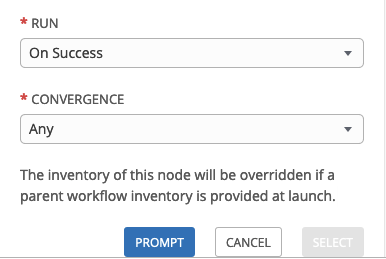 * RUN
On Success
* CONVERGENCE
Any
The inventory of this node will be overridden if a
parent workflow inventory is provided at launch.
PROMPT CANCEL SELECT